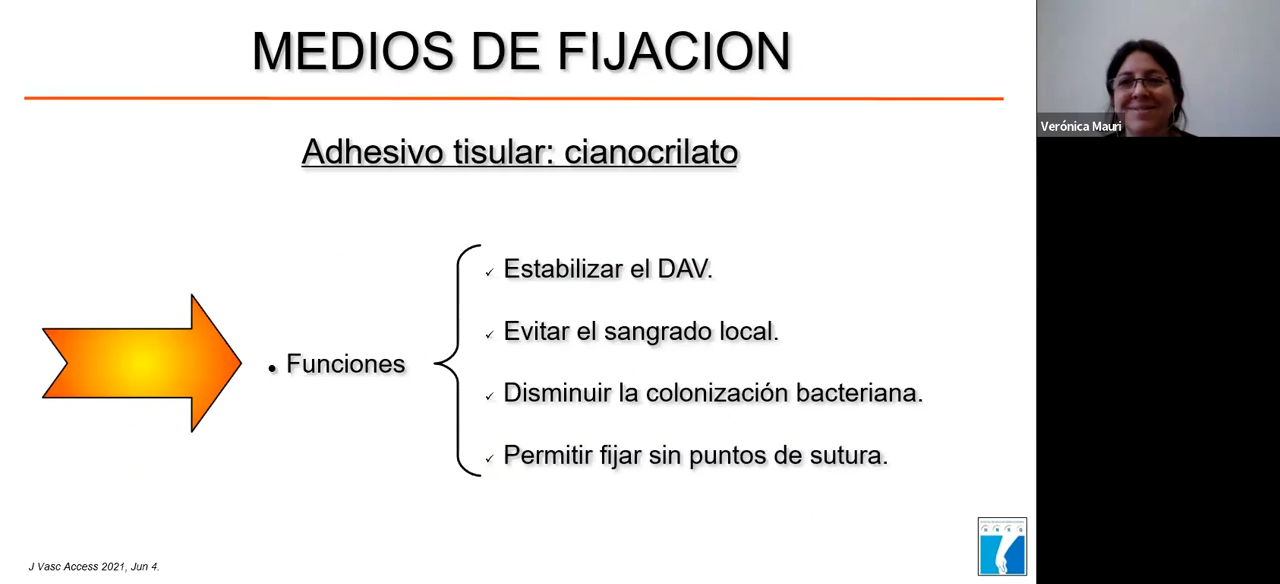 MEDIOS DE FIJACION
Adhesivo tisular: cianocrilato
Estabilizar el DAV.
Evitar el sangrado local.
• Funciones
Disminuir la colonización bacteriana.
Permitir fijar sin puntos de sutura.
J Vasc Access 2021, Jun 4.
Verónica Mauri